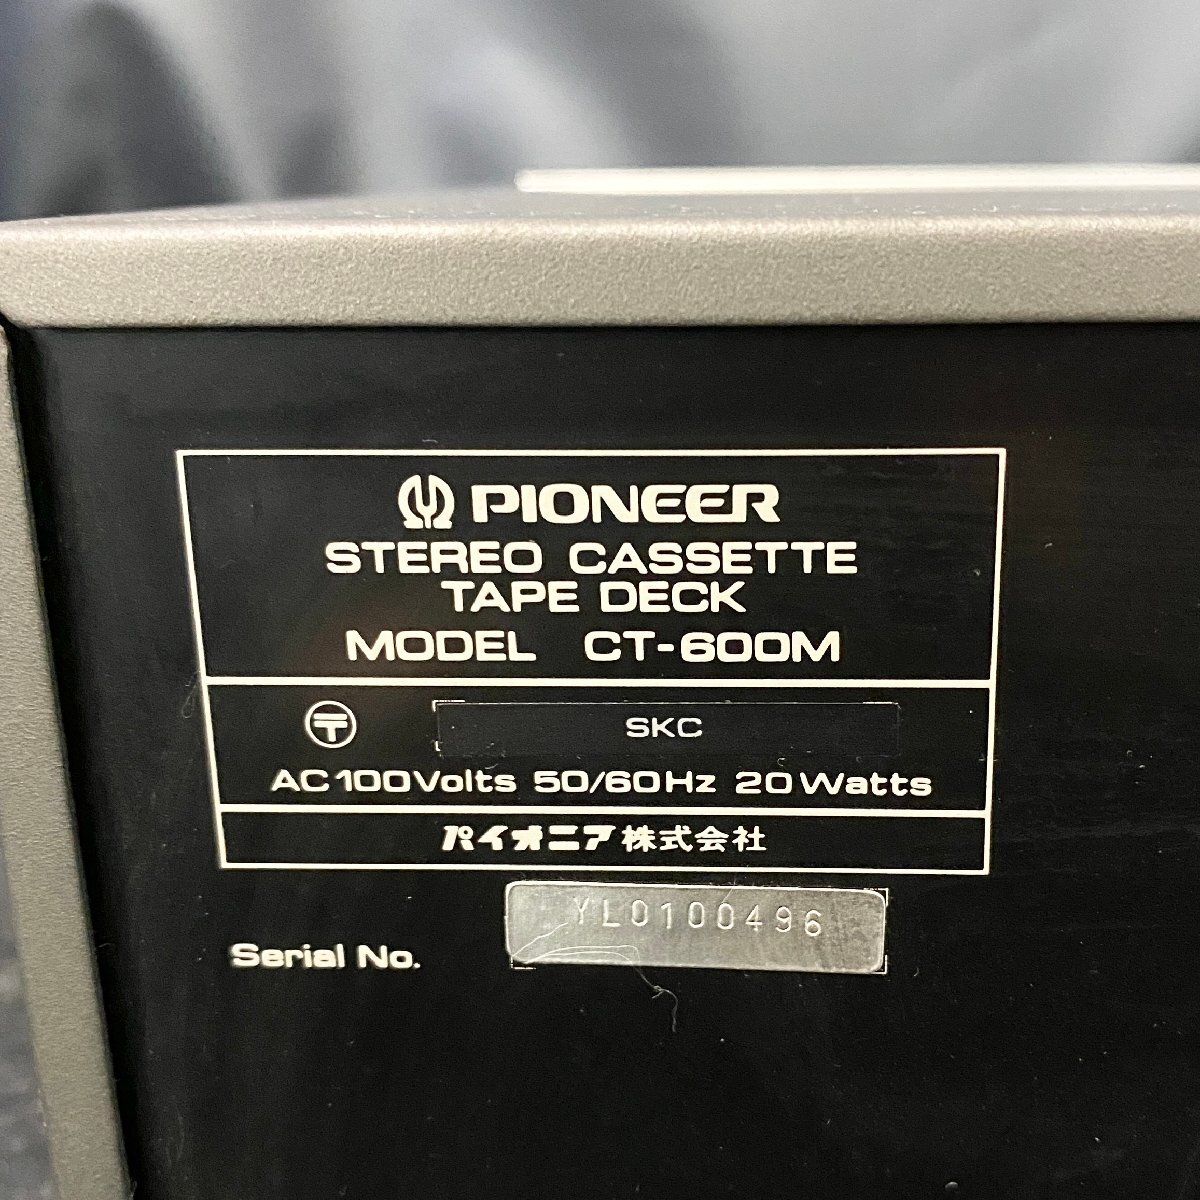 PIONEER
STEREO CASSETTE
TAPE DECK
MODEL CT-600M
〒 SKC
AC100Volts 50/60Hz 20Watts
パイオニア株式会社
YL0100496
Serial No.